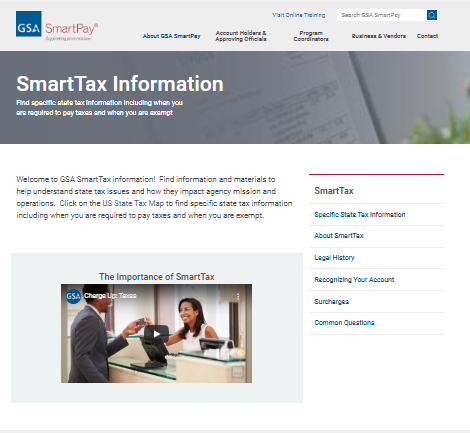 Visit Online Training
Search GSA SmartPay
GSA SmartPay®
About GSA SmartPay
Account Holders &
Approving Officials
Program
Coordinators
Business & Vendors
Contact
SmartTax Information
Find specific state tax information including when you
are required to pay taxes and when you are exempt
Welcome to GSA SmartTax information! Find information and materials to
help understand state tax issues and how they impact agency mission and
operations. Click on the US State Tax Map to find specific state tax information
including when you are required to pay taxes and when you are exempt.
The Importance of SmartTax
GSA Charge Up: Taxes
SmartTax
Specific State Tax Information
About SmartTax
Legal History
Recognizing Your Account
Surcharges
Common Questions